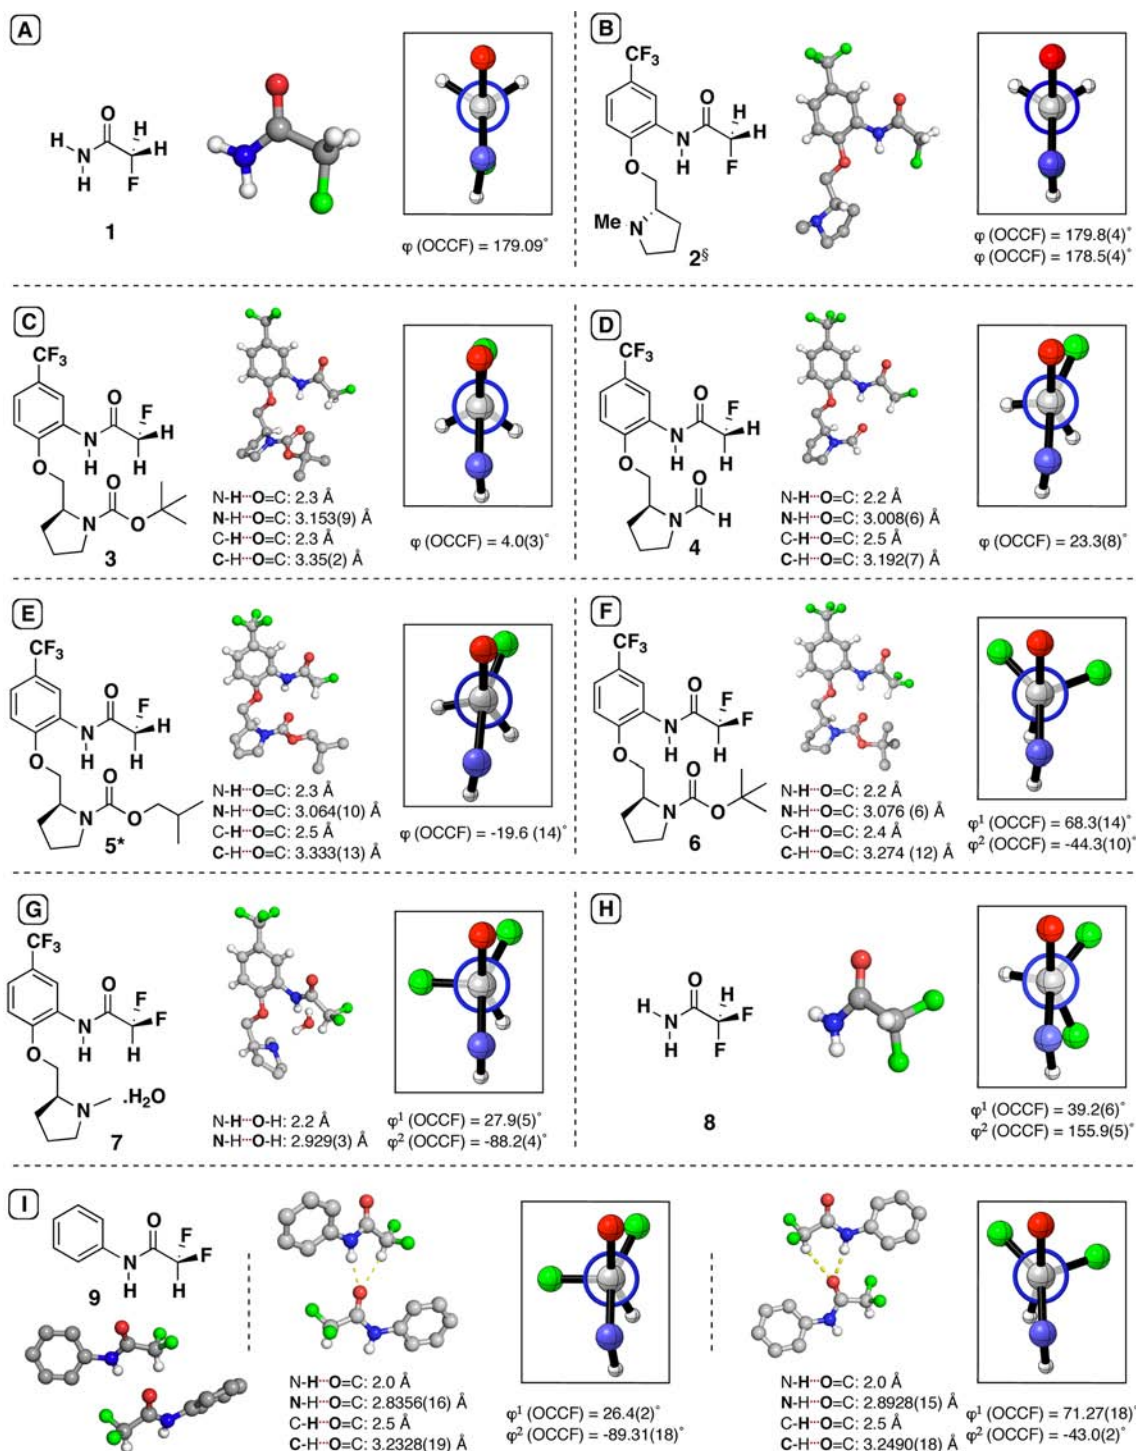 A
O
H
H
N
H
H
F
1
φ (OCCF) = 179.09°
B
CF3
O
H
H
N
H
F
O
Me
N
2§
φ (OCCF) = 179.8(4)°
φ (OCCF) = 178.5(4)°
C
CF3
O
F
N
H
H
H
O
O
N
O
3
N-H···O=C: 2.3 Å
N-H···O=C: 3.153(9) Å
C-H···O=C: 2.3 Å
C-H···O=C: 3.35(2) Å
φ (OCCF) = 4.0(3)°
D
CF3
O
F
N
H
H
H
O
O
N
H
4
N-H···O=C: 2.2 Å
N-H···O=C: 3.008(6) Å
C-H···O=C: 2.5 Å
C-H···O=C: 3.192(7) Å
φ (OCCF) = 23.3(8)°
E
CF3
O
F
N
H
H
H
O
O
N
O
5*
N-H···O=C: 2.3 Å
N-H···O=C: 3.064(10) Å
C-H···O=C: 2.5 Å
C-H···O=C: 3.333(13) Å
φ (OCCF) = -19.6 (14)°
F
CF3
O
F
F
N
H
H
O
O
N
O
6
N-H···O=C: 2.2 Å
N-H···O=C: 3.076 (6) Å
C-H···O=C: 2.4 Å
C-H···O=C: 3.274 (12) Å
φ1 (OCCF) = 68.3(14)°
φ2 (OCCF) = -44.3(10)°
G
CF3
O
F
F
N
H
H
O
N
.H2O
7
N-H···O-H: 2.2 Å
N-H···O-H: 2.929(3) Å
φ1 (OCCF) = 27.9(5)°
φ2 (OCCF) = -88.2(4)°
H
O
H
H
N
F
H
F
8
φ1 (OCCF) = 39.2(6)°
φ2 (OCCF) = 155.9(5)°
I
O
F
F
N
H
H
9
N-H···O=C: 2.0 Å
N-H···O=C: 2.8356(16) Å
C-H···O=C: 2.5 Å
C-H···O=C: 3.2328(19) Å
φ1 (OCCF) = 26.4(2)°
φ2 (OCCF) = -89.31(18)°
N-H···O=C: 2.0 Å
N-H···O=C: 2.8928(15) Å
C-H···O=C: 2.5 Å
C-H···O=C: 3.2490(18) Å
φ1 (OCCF) = 71.27(18)°
φ2 (OCCF) = -43.0(2)°